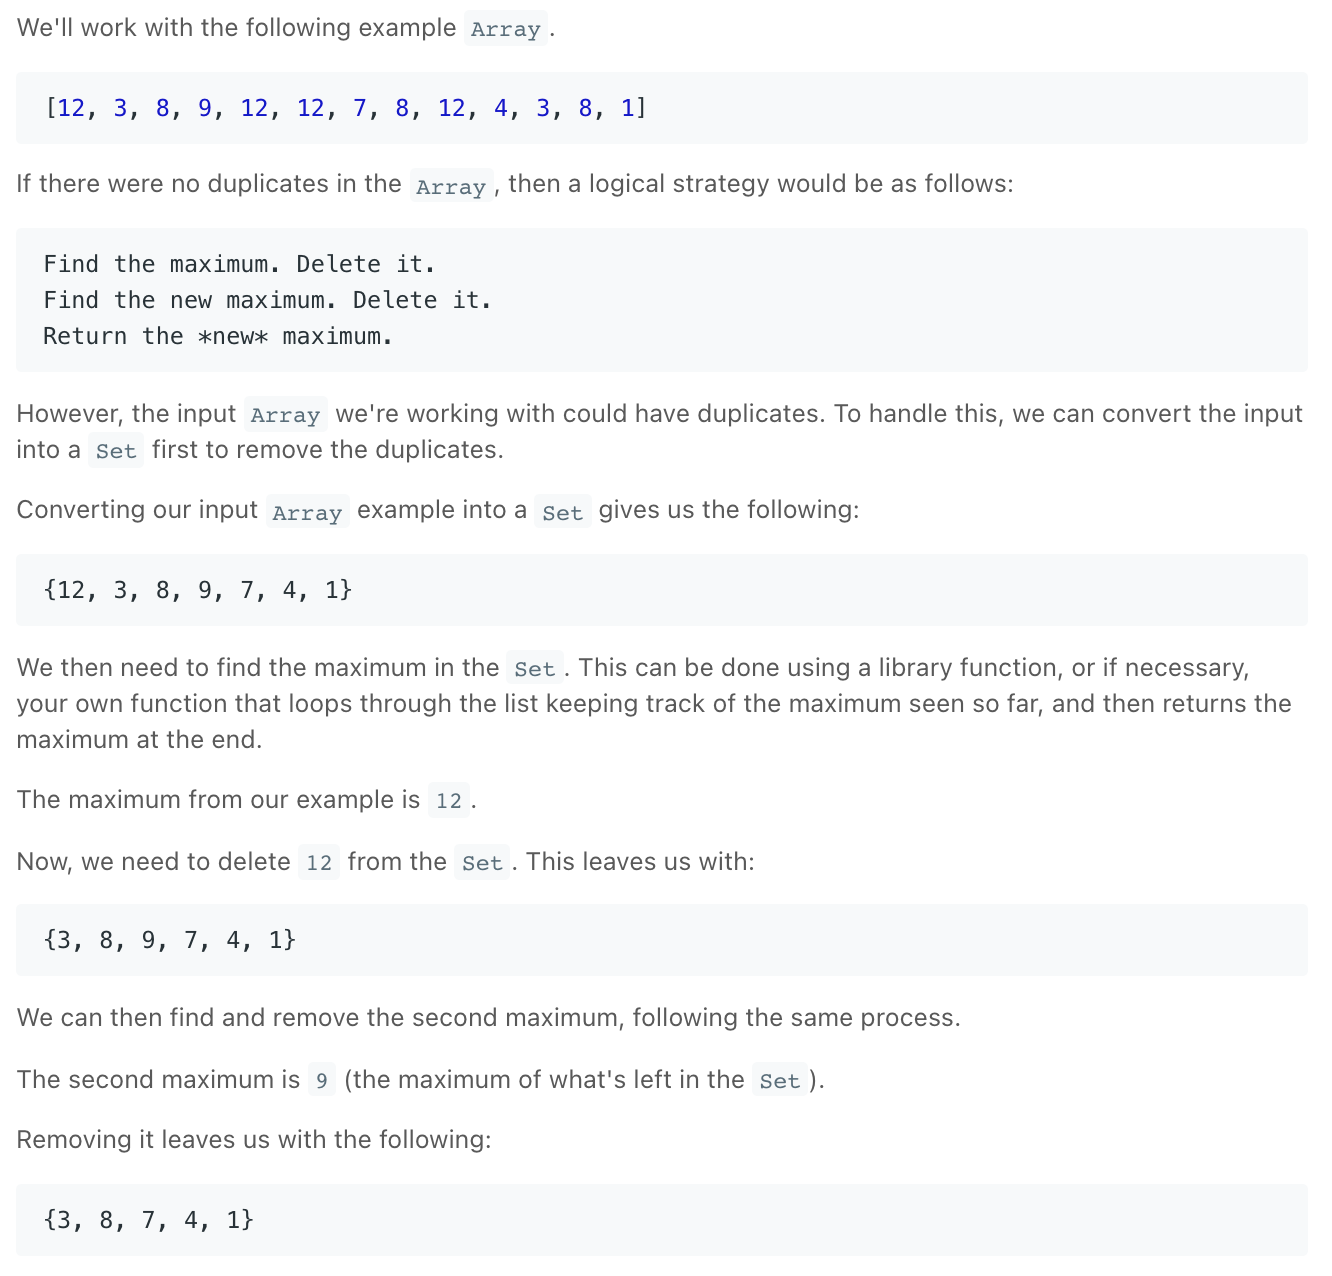 We'll work with the following example Array.
[12, 3, 8, 9, 12, 12, 7, 8, 12, 4, 3, 8, 1]
If there were no duplicates in the Array, then a logical strategy would be as follows:
Find the maximum. Delete it.
Find the new maximum. Delete it.
Return the *new* maximum.
However, the input Array we're working with could have duplicates. To handle this, we can convert the input
into a Set first to remove the duplicates.
Converting our input Array example into a Set gives us the following:
{12, 3, 8, 9, 7, 4, 1}
We then need to find the maximum in the Set. This can be done using a library function, or if necessary,
your own function that loops through the list keeping track of the maximum seen so far, and then returns the
maximum at the end.
The maximum from our example is 12.
Now, we need to delete 12 from the Set. This leaves us with:
{3, 8, 9, 7, 4, 1}
We can then find and remove the second maximum, following the same process.
The second maximum is 9 (the maximum of what's left in the Set).
Removing it leaves us with the following:
{3, 8, 7, 4, 1}